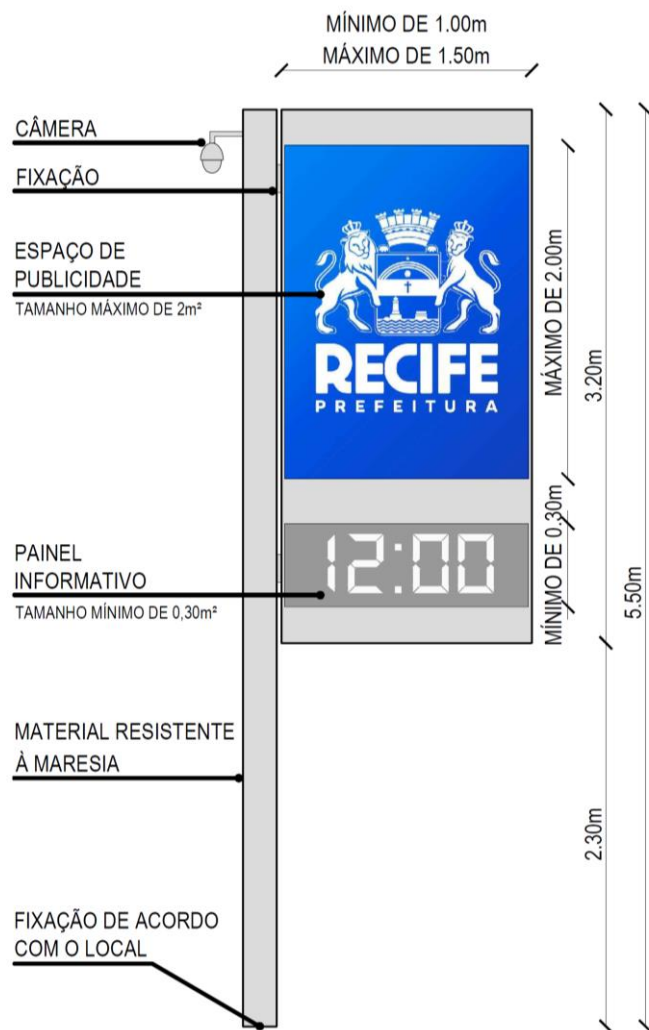 MÍNIMO DE 1.00m
MÁXIMO DE 1.50m
CÂMERA
FIXAÇÃO
ESPAÇO DE
PUBLICIDADE
TAMANHO MÁXIMO DE 2m²
RECIFE
PREFEITURA
MÁXIMO DE 2.00m
3.20m
PAINEL
INFORMATIVO
TAMANHO MÍNIMO DE 0,30m²
12:00
MÍNIMO DE 0.30m
5.50m
MATERIAL RESISTENTE
À MARESIA
2.30m
FIXAÇÃO DE ACORDO
COM O LOCAL